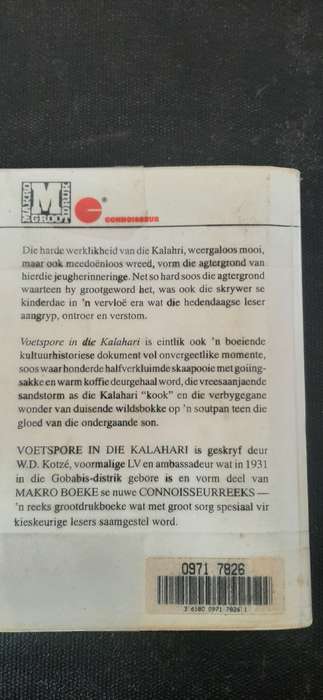 MAKRO M DRUK
GROOT
CONNOISSEUR
Die harde werklikheid van die Kalahri, weergaloos mooi,
maar ook meedoënloos wreed, vorm die agtergrond van
hierdie jeugherinneringe. Net so hard soos die agtergrond
waarteen hy grootgeword het, was ook die skrywer se
kinderdae in 'n vervloë era wat die hedendaagse leser
aangryp, ontroer en verstom.
Voetspore in die Kalahari is eintlik ook 'n boeiende
kultuurhistoriese dokument vol onvergeetlike momente,
soos waar honderde halfverkluimde skaapooie met goiing-
sakke en warm koffie deurgehaal word, die vreesaanjaende
sandstorm as die Kalahari "kook" en die verbygegane
wonder van duisende wildsbokke op 'n soutpan teen die
gloed van die ondergaande son.
VOETSPORE IN DIE KALAHARI is geskryf deur
W.D. Kotzé, voormalige LV en ambassadeur wat in 1931
in die Gobabis-distrik gebore is en vorm deel van
MAKRO BOEKE se nuwe CONNOISSEURREEKS —
'n reeks grootdrukboeke wat met groot sorg spesiaal vir
kieskeurige lesers saamgestel word.
0971 7826
3 6580 0971 7826 1